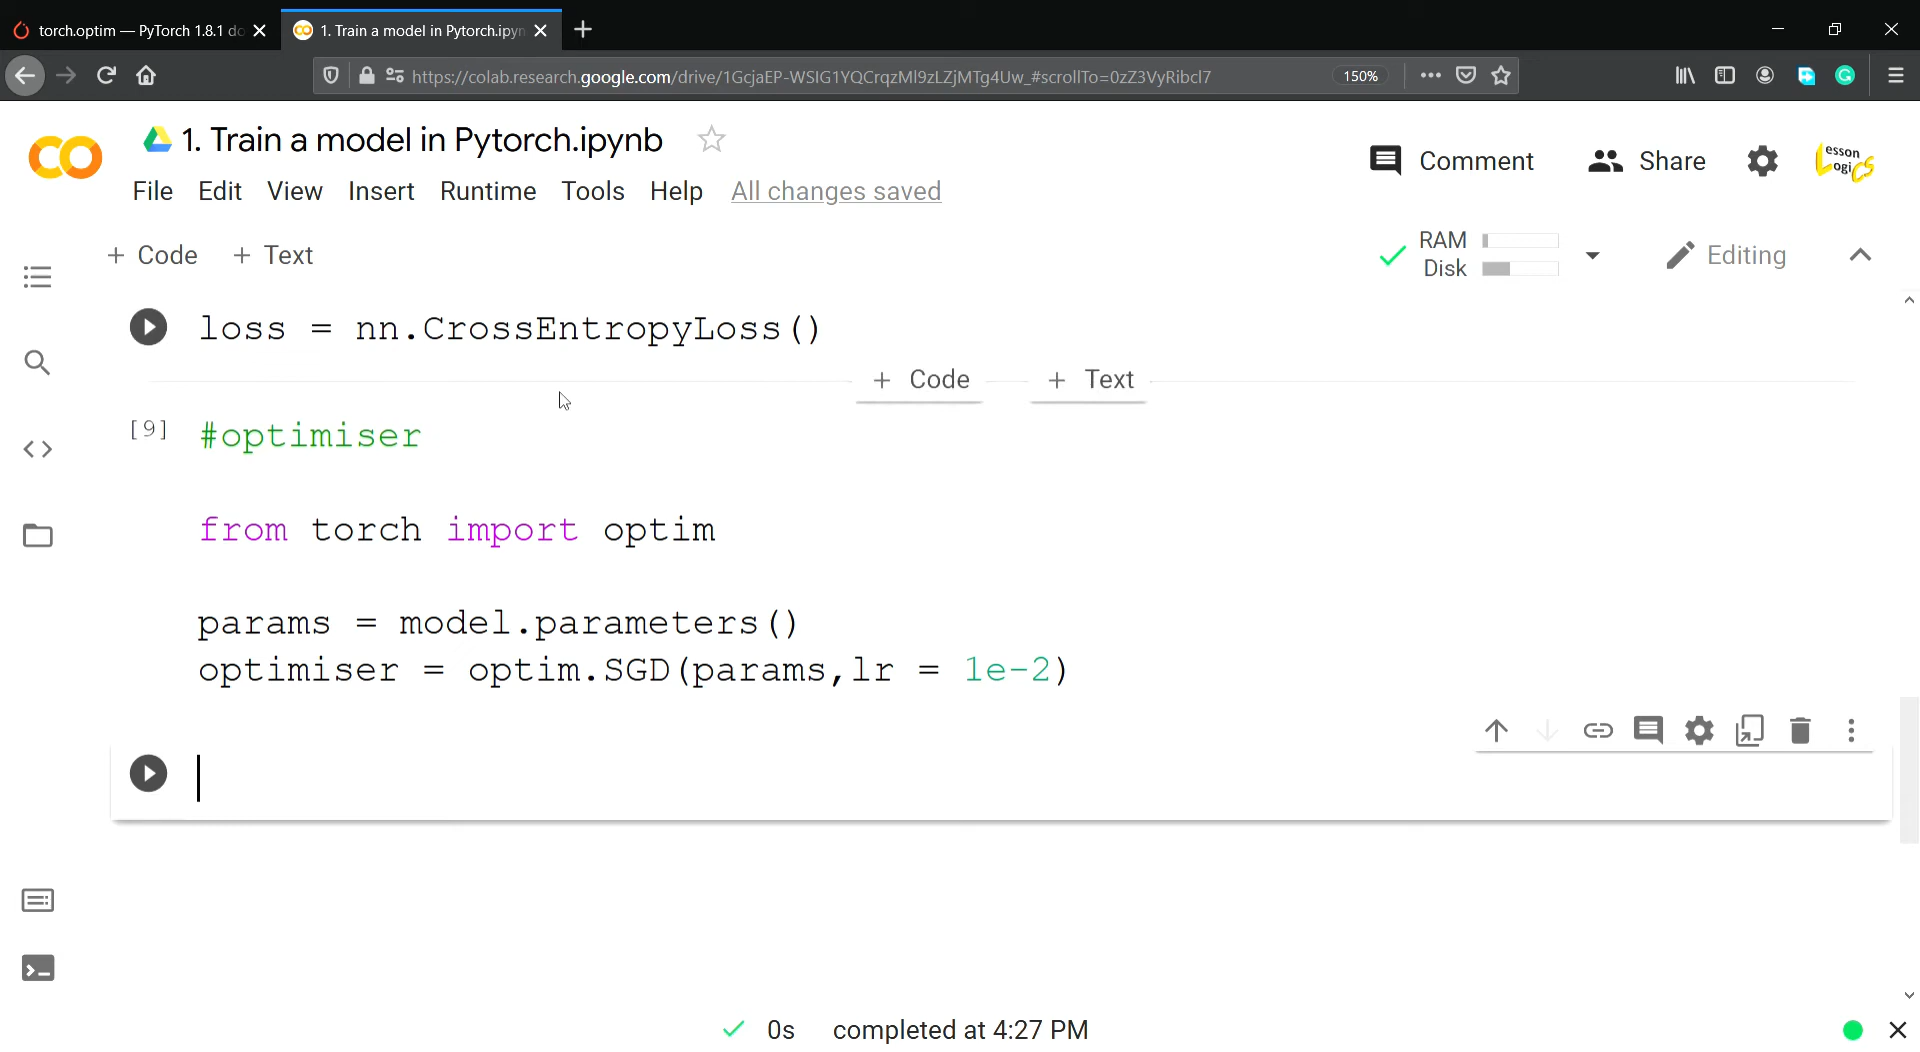 torch.optim — PyTorch 1.8.1 do
1. Train a model in Pytorch.ipyn
https://colab.research.google.com/drive/1GcjaEP-WSIG1YQCrqzMl9zLZjMTg4Uw_#scrollTo=0zZ3VyRibcl7
150%
1. Train a model in Pytorch.ipynb
Comment
Share
Lesson
LogiCS
File Edit View Insert Runtime Tools Help All changes saved
+ Code + Text
RAM
Disk
Editing
loss = nn.CrossEntropyLoss()
+ Code + Text
[9] #optimiser
from torch import optim
params = model.parameters()
optimiser = optim.SGD(params,lr = 1e-2)
0s completed at 4:27 PM